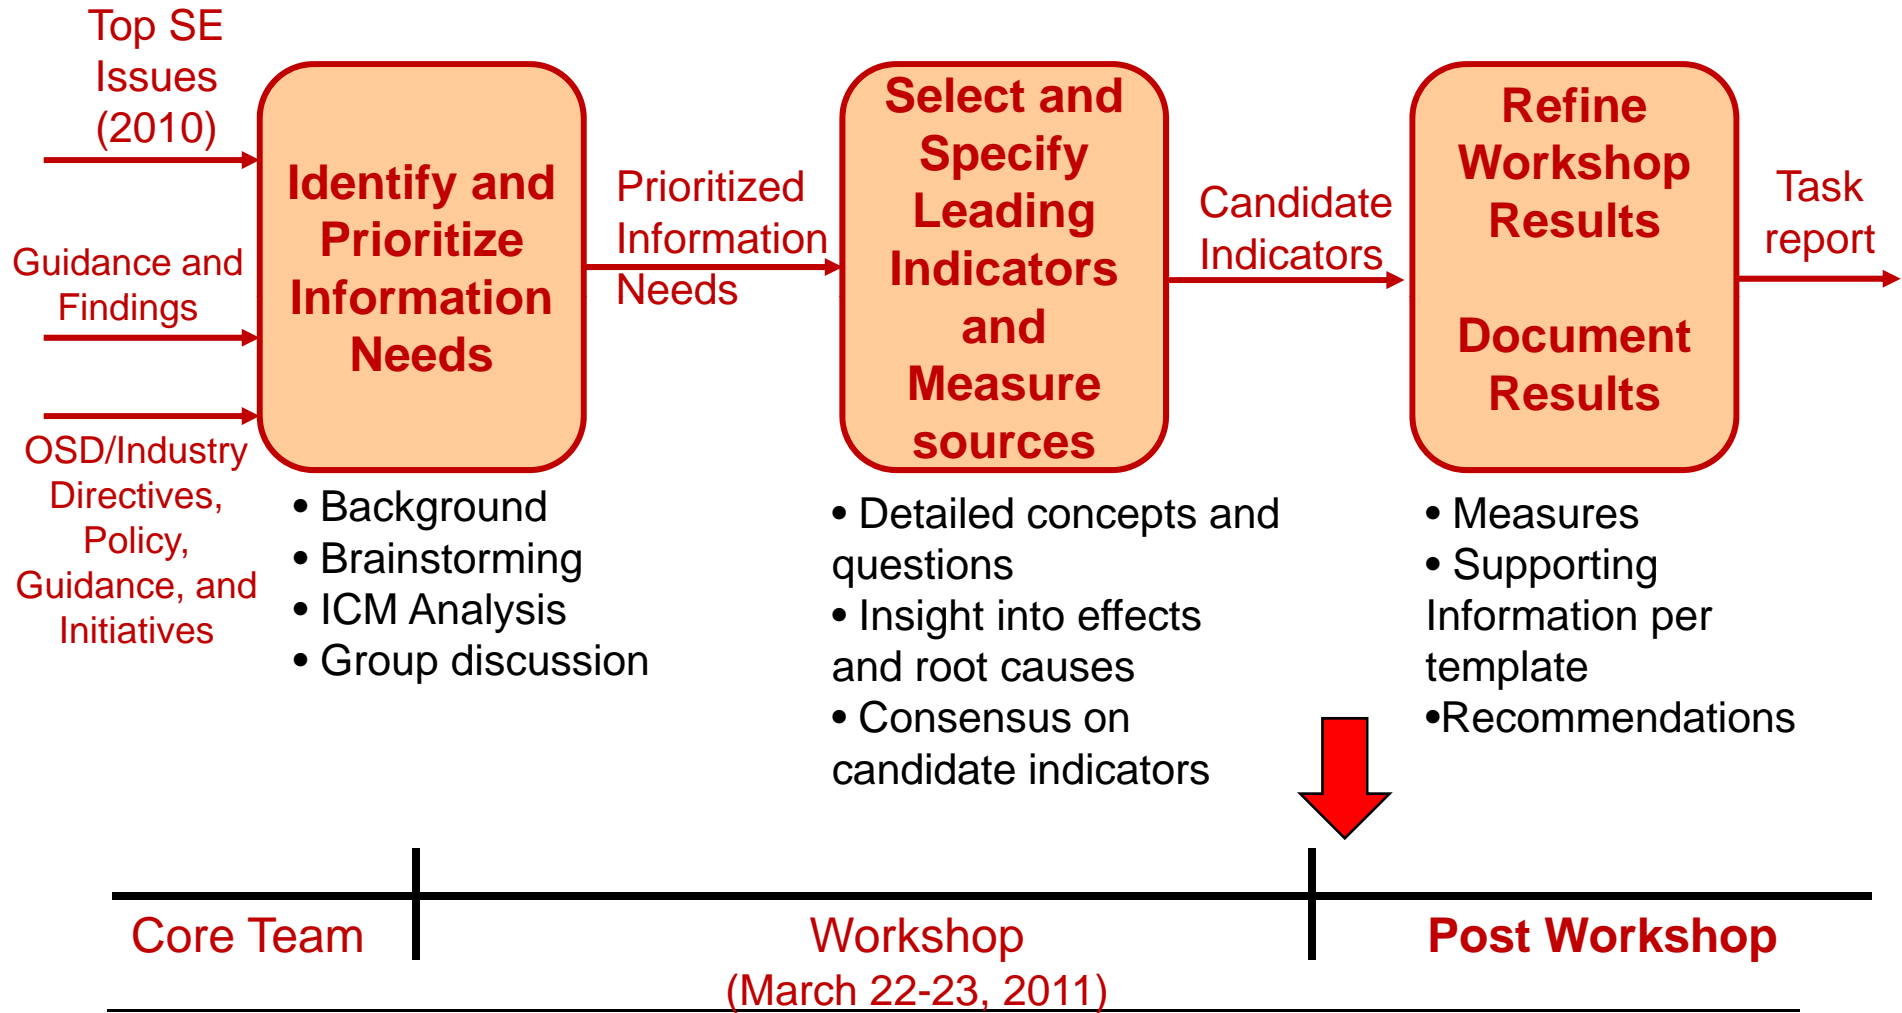 Top SE
Issues
(2010)
Guidance and
Findings
OSD/Industry
Directives,
Policy,
Guidance, and
Initiatives
Identify and
Prioritize
Information
Needs
• Background
• Brainstorming
• ICM Analysis
• Group discussion
Prioritized
Information
Needs
Select and
Specify
Leading
Indicators
and
Measure
sources
• Detailed concepts and
questions
• Insight into effects
and root causes
• Consensus on
candidate indicators
Candidate
Indicators
Refine
Workshop
Results
Document
Results
• Measures
• Supporting
Information per
template
•Recommendations
Task
report
Core Team
Workshop
(March 22-23, 2011)
Post Workshop